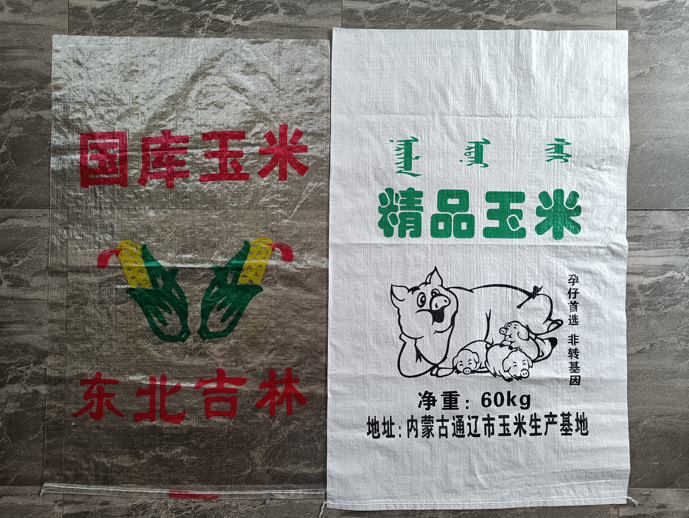 国库玉米
东北吉林
精品玉米
孕仔首选 非转基因
净重：60kg
地址：内蒙古通辽市玉米生产基地